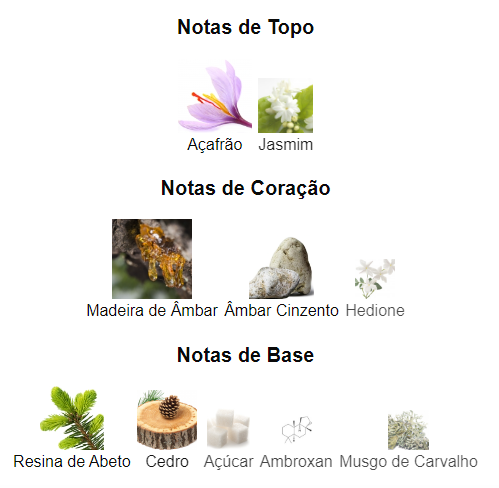 Notas de Topo
Açafrão Jasmim
Notas de Coração
Madeira de Âmbar Âmbar Cinzento Hedione
Notas de Base
Resina de Abeto Cedro Açúcar Ambroxan Musgo de Carvalho